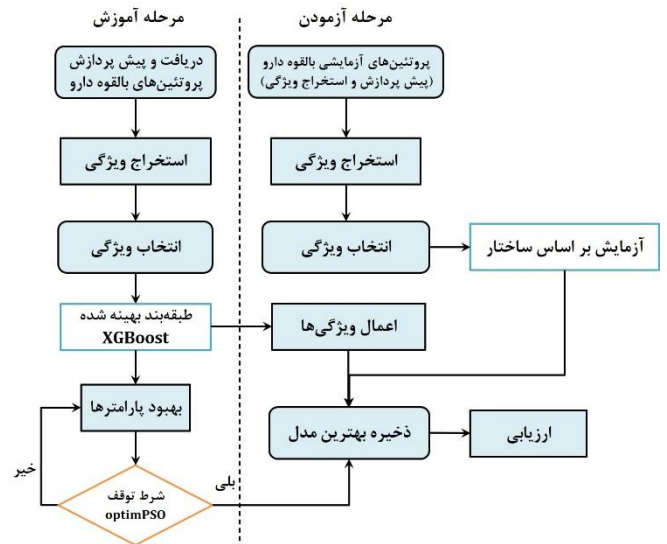 مرحله آموزش
دریافت و پیش پردازش
پروتئین‌های بالقوه دارو
استخراج ویژگی
انتخاب ویژگی
طبقه‌بند بهینه شده
XGBoost
بهبود پارامترها
شرط توقف
optimPSO
خیر
بلی
مرحله آزمودن
پروتئین‌های آزمایشی بالقوه دارو
(پیش پردازش و استخراج ویژگی)
استخراج ویژگی
انتخاب ویژگی
آزمایش بر اساس ساختار
اعمال ویژگی‌ها
ذخیره بهترین مدل
ارزیابی